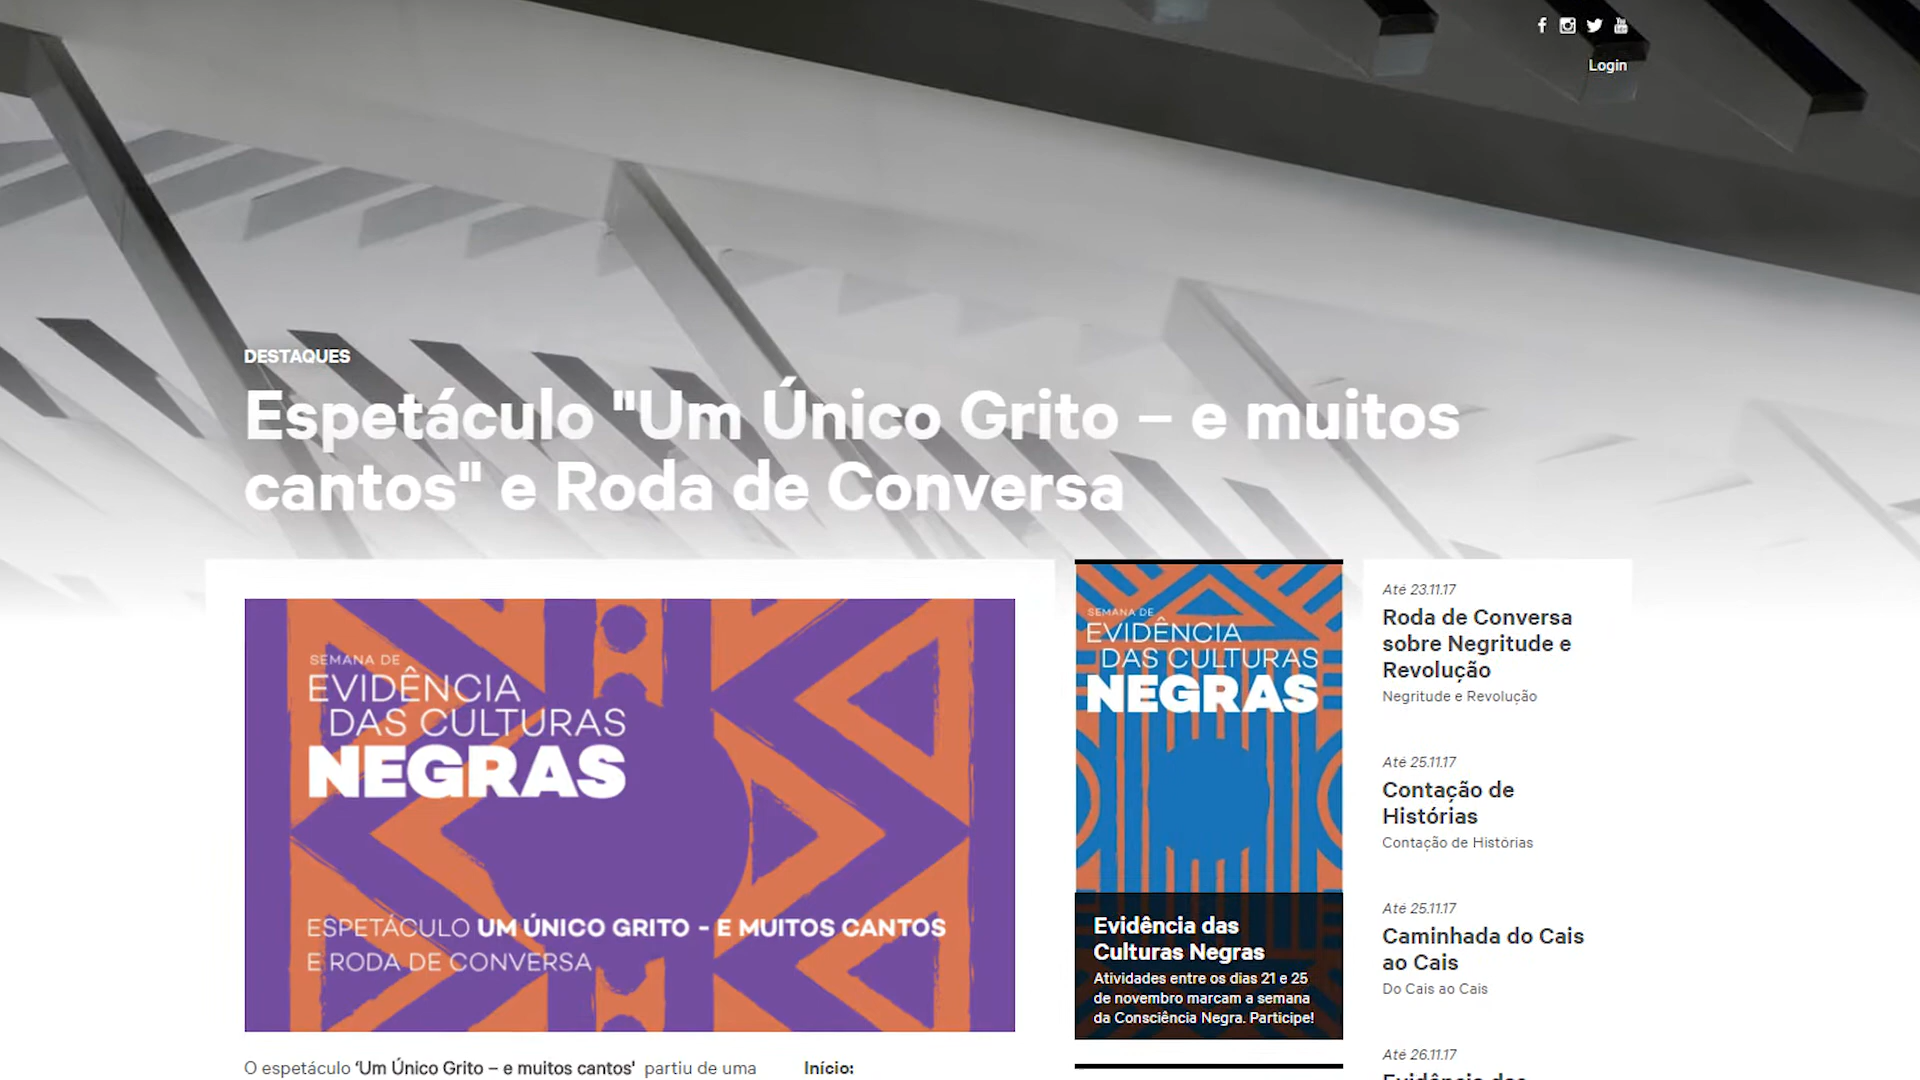 Login
DESTAQUES
Espetáculo "Um Único Grito – e muitos
cantos" e Roda de Conversa
SEMANA DE
EVIDÊNCIA
DAS CULTURAS
NEGRAS
ESPETÁCULO UM ÚNICO GRITO - E MUITOS CANTOS
E RODA DE CONVERSA
O espetáculo ‘Um Único Grito – e muitos cantos' partiu de uma
Início:
SEMANA DE
EVIDÊNCIA
DAS CULTURAS
NEGRAS
Evidência das
Culturas Negras
Atividades entre os dias 21 e 25
de novembro marcam a semana
da Consciência Negra. Participe!
Até 23.11.17
Roda de Conversa
sobre Negritude e
Revolução
Negritude e Revolução
Até 25.11.17
Contação de
Histórias
Contação de Histórias
Até 25.11.17
Caminhada do Cais
ao Cais
Do Cais ao Cais
Até 26.11.17
Evidência das